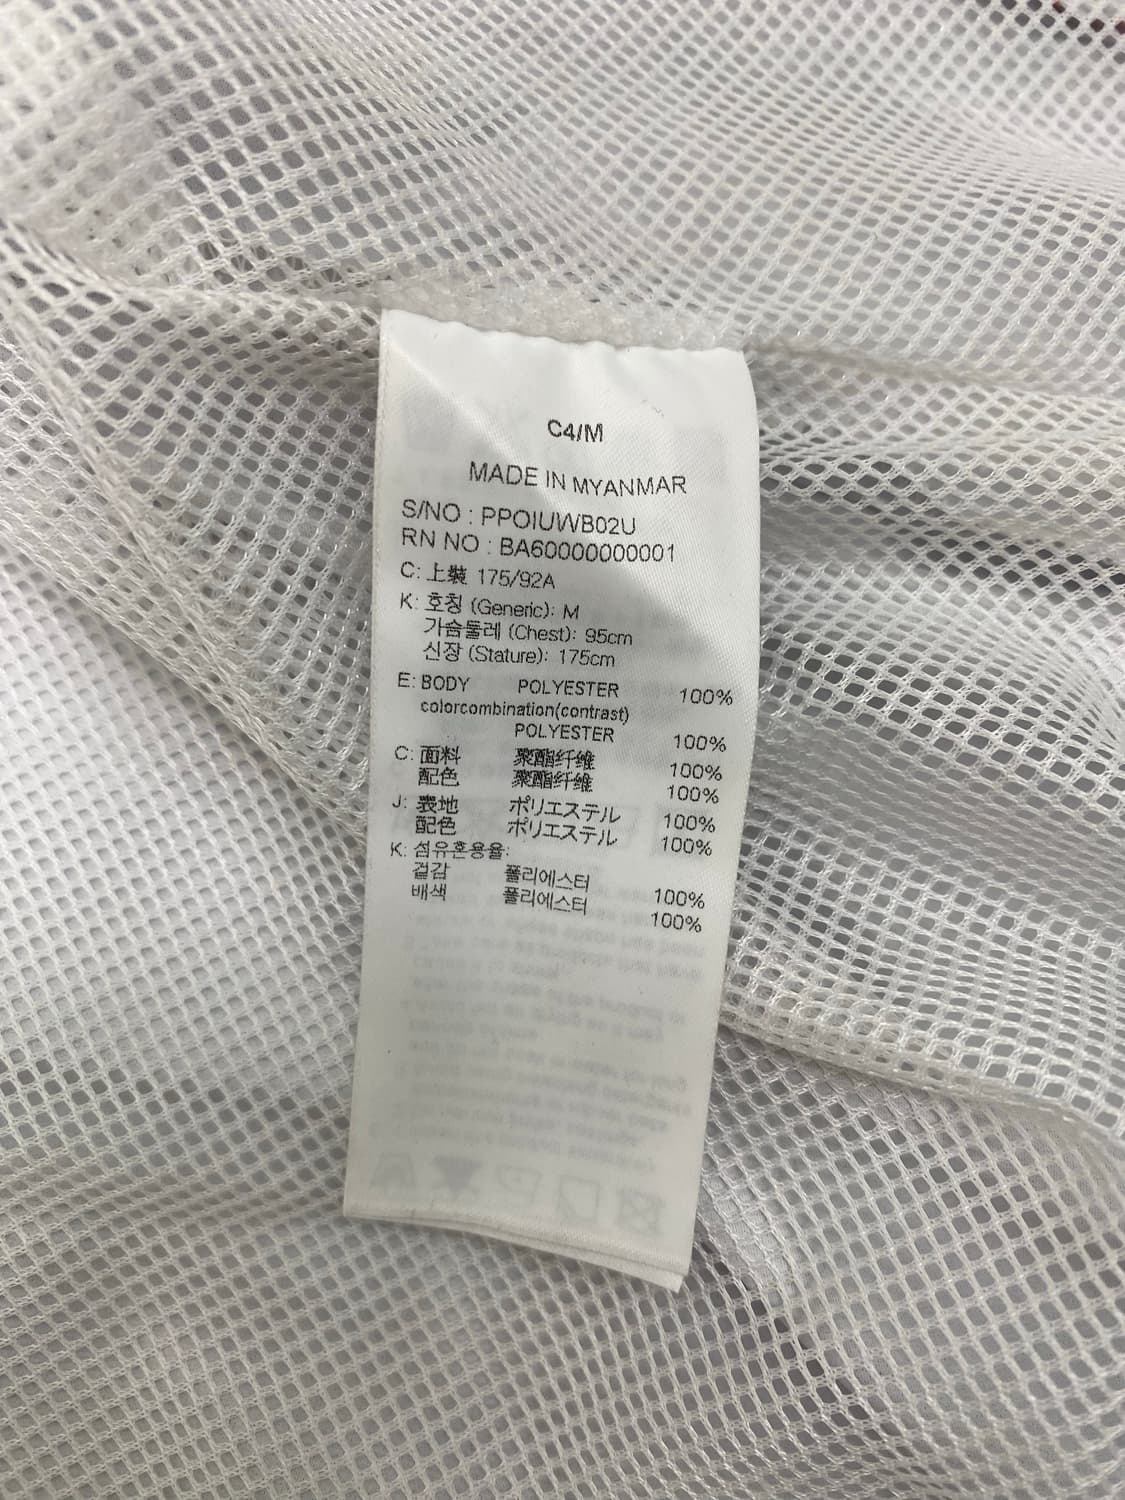 C4/M
MADE IN MYANMAR
S/NO : PPOIUWB02U
RN NO : BA60000000001
C: 上裝 175/92A
K: 호칭 (Generic): M
가슴둘레 (Chest): 95cm
신장 (Stature): 175cm
E: BODY POLYESTER 100%
colorcombination(contrast)
POLYESTER 100%
C: 面料 聚酯纤维 100%
配色 聚酯纤维 100%
J: 表地 ポリエステル 100%
配色 ポリエステル 100%
K: 섬유혼용율:
겉감 폴리에스터 100%
배색 폴리에스터 100%